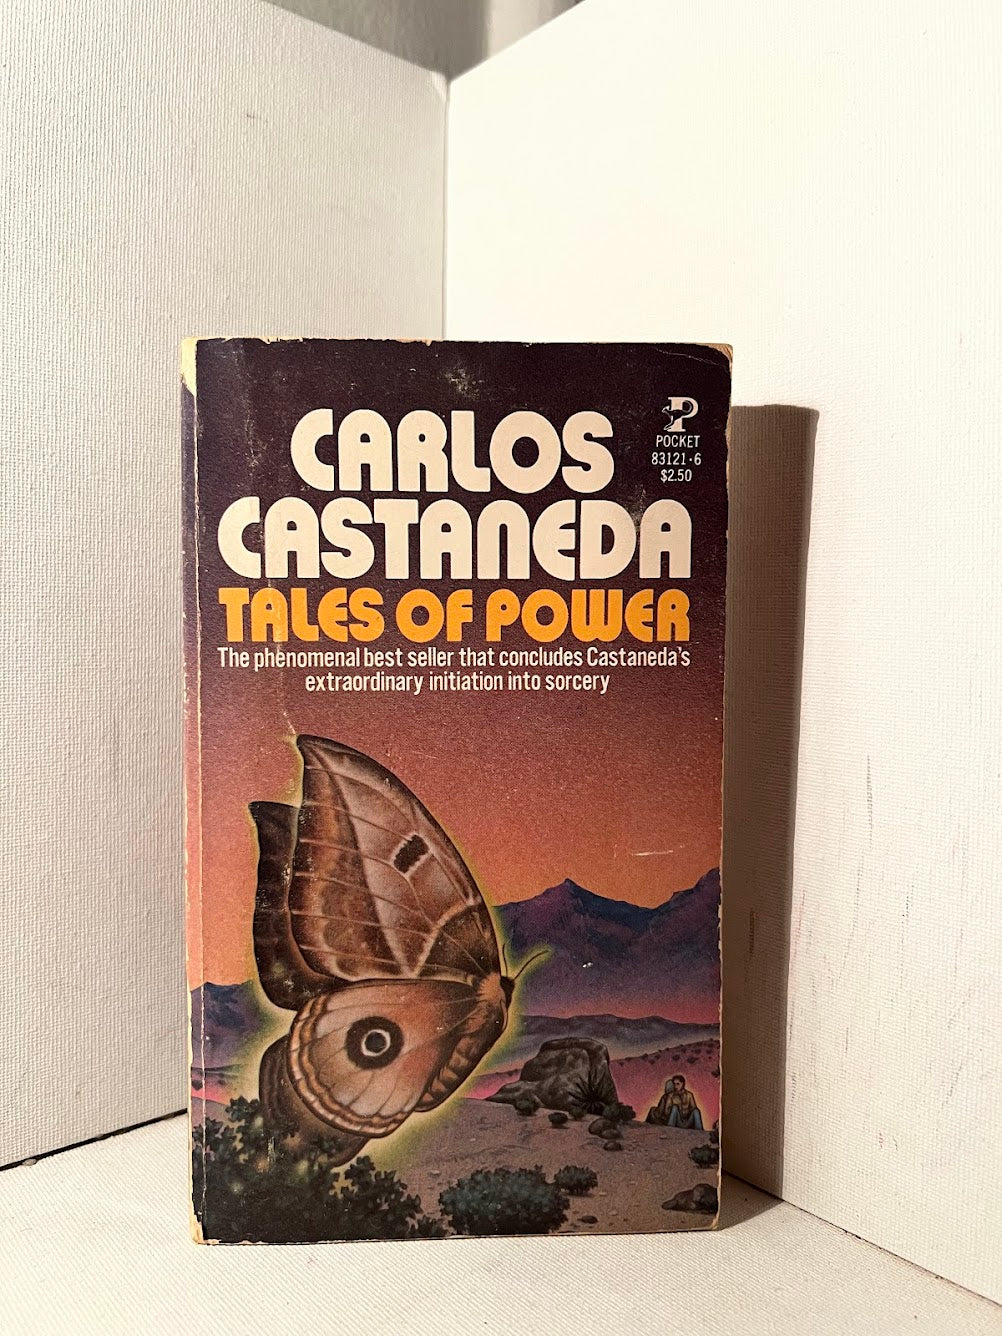 CARLOS
CASTANEDA
TALES OF POWER
The phenomenal best seller that concludes Castaneda's
extraordinary initiation into sorcery
P
POCKET
83121·6
$2.50